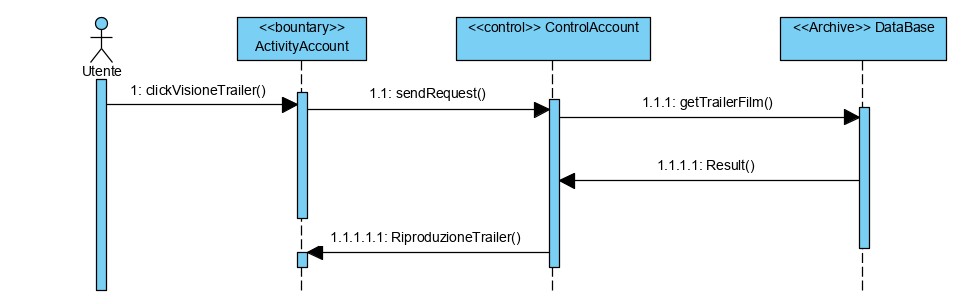 <<bountary>>
ActivityAccount
<<control>> ControlAccount
<<Archive>> DataBase
Utente
1: clickVisioneTrailer()
1.1: sendRequest()
1.1.1: getTrailerFilm()
1.1.1.1: Result()
1.1.1.1.1: RiproduzioneTrailer()